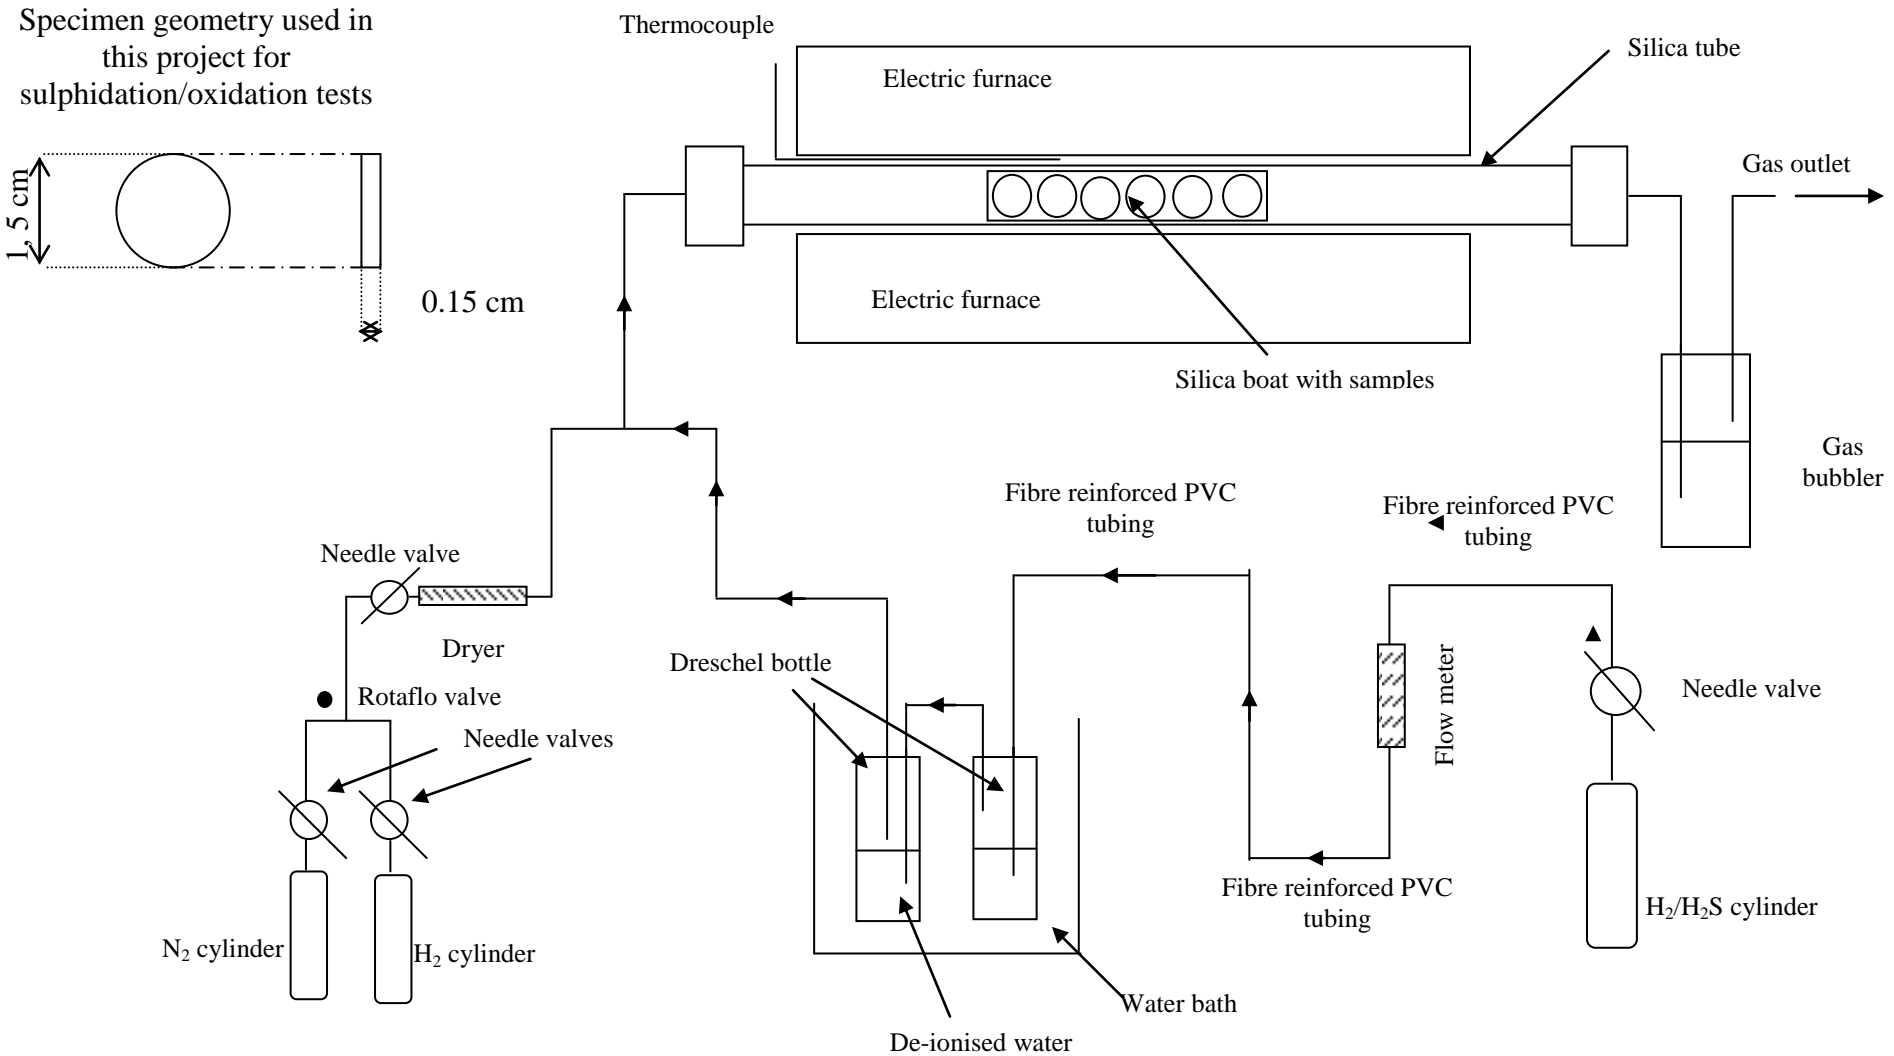 Specimen geometry used in
this project for
sulphidation/oxidation tests
1, 5 cm
0.15 cm
Thermocouple
Electric furnace
Silica tube
Gas outlet
Electric furnace
Silica boat with samples
Gas
bubbler
Fibre reinforced PVC
tubing
Fibre reinforced PVC
tubing
Needle valve
Dryer
Rotaflo valve
Needle valves
Dreschel bottle
Flow meter
Needle valve
Fibre reinforced PVC
tubing
H₂/H₂S cylinder
N₂ cylinder
H₂ cylinder
Water bath
De-ionised water